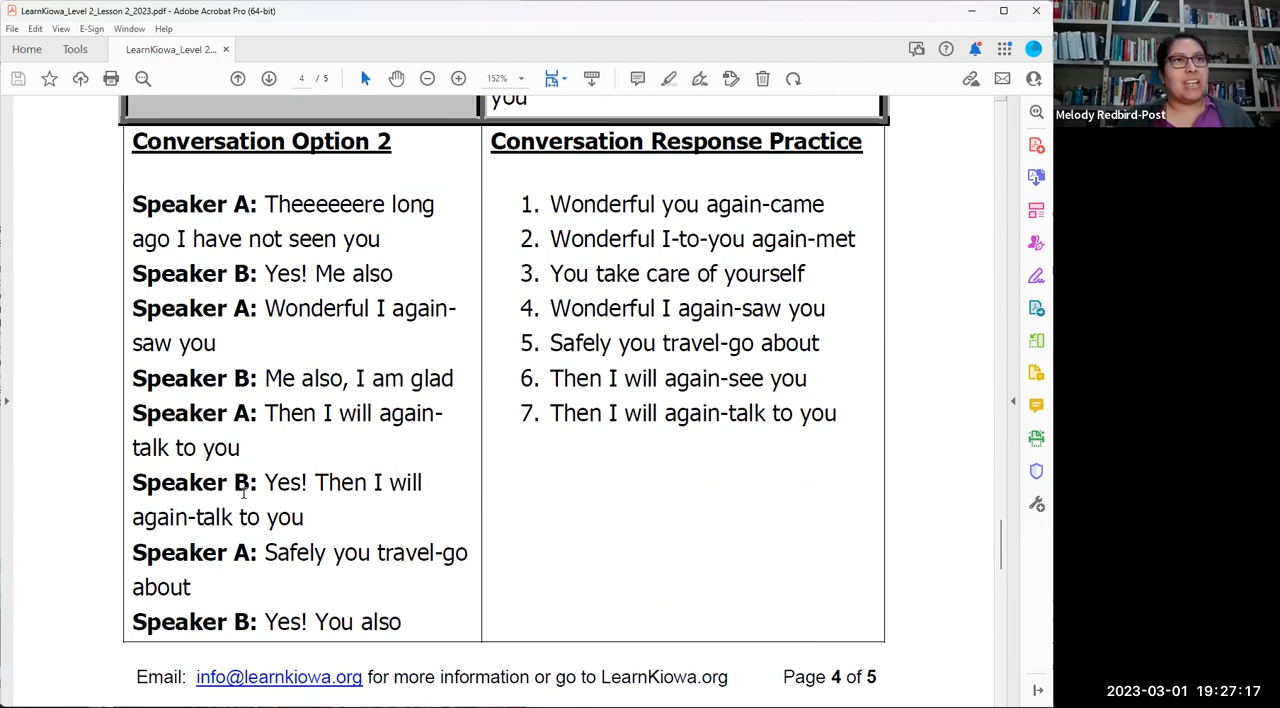 LearnKiowa_Level 2_Lesson 2_2023.pdf - Adobe Acrobat Pro (64-bit)
File Edit View E-Sign Window Help
Home Tools LearnKiowa_Level 2... ×
4 / 5 152%
Melody Redbird-Post
you
Conversation Option 2
Speaker A: Theeeeeere long
ago I have not seen you
Speaker B: Yes! Me also
Speaker A: Wonderful I again-
saw you
Speaker B: Me also, I am glad
Speaker A: Then I will again-
talk to you
Speaker B: Yes! Then I will
again-talk to you
Speaker A: Safely you travel-go
about
Speaker B: Yes! You also
Conversation Response Practice
1. Wonderful you again-came
2. Wonderful I-to-you again-met
3. You take care of yourself
4. Wonderful I again-saw you
5. Safely you travel-go about
6. Then I will again-see you
7. Then I will again-talk to you
Email: info@learnkiowa.org for more information or go to LearnKiowa.org Page 4 of 5
2023-03-01 19:27:17